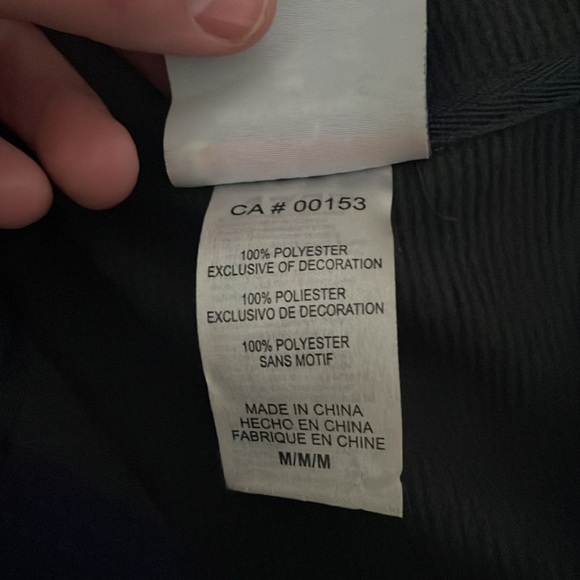 CA # 00153
100% POLYESTER
EXCLUSIVE OF DECORATION
100% POLIESTER
EXCLUSIVO DE DECORATION
100% POLYESTER
SANS MOTIF
MADE IN CHINA
HECHO EN CHINA
FABRIQUE EN CHINE
M/M/M